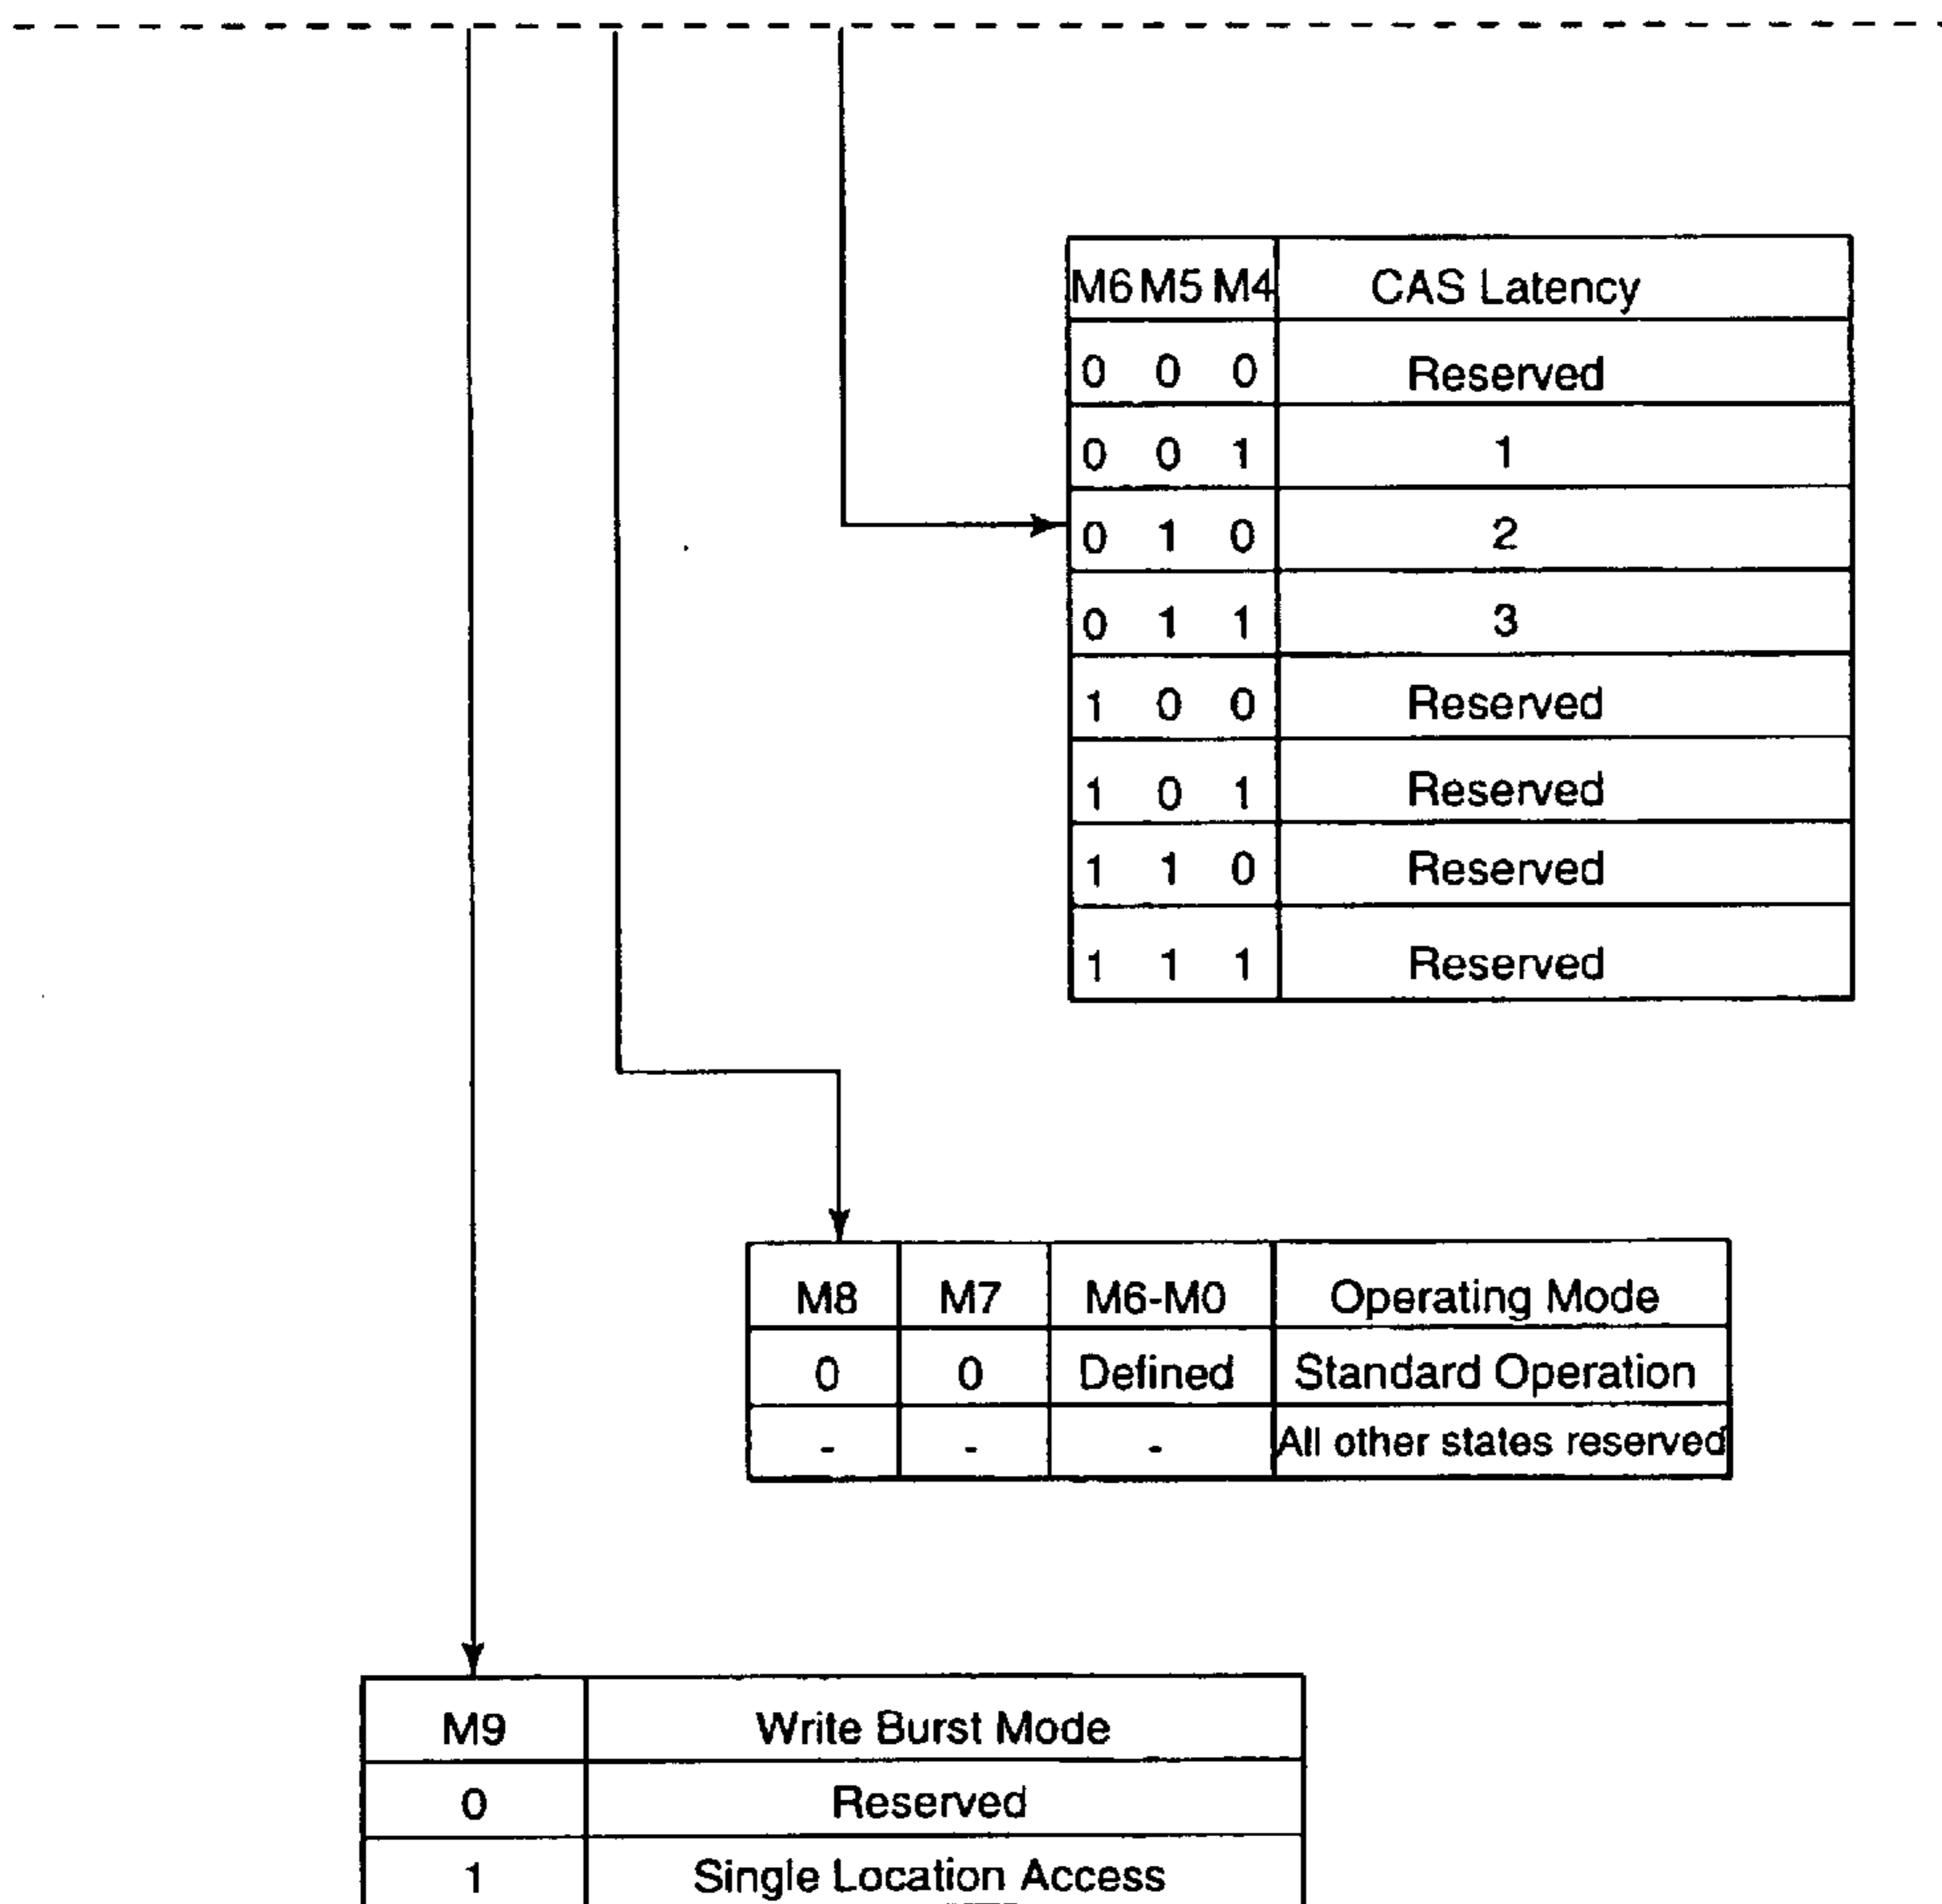 M6 M5 M4 CAS Latency
0 0 0 Reserved
0 0 1 1
0 1 0 2
0 1 1 3
1 0 0 Reserved
1 0 1 Reserved
1 1 0 Reserved
1 1 1 Reserved
M8 M7 M6-M0 Operating Mode
0 0 Defined Standard Operation
- - - All other states reserved
M9 Write Burst Mode
0 Reserved
1 Single Location Access